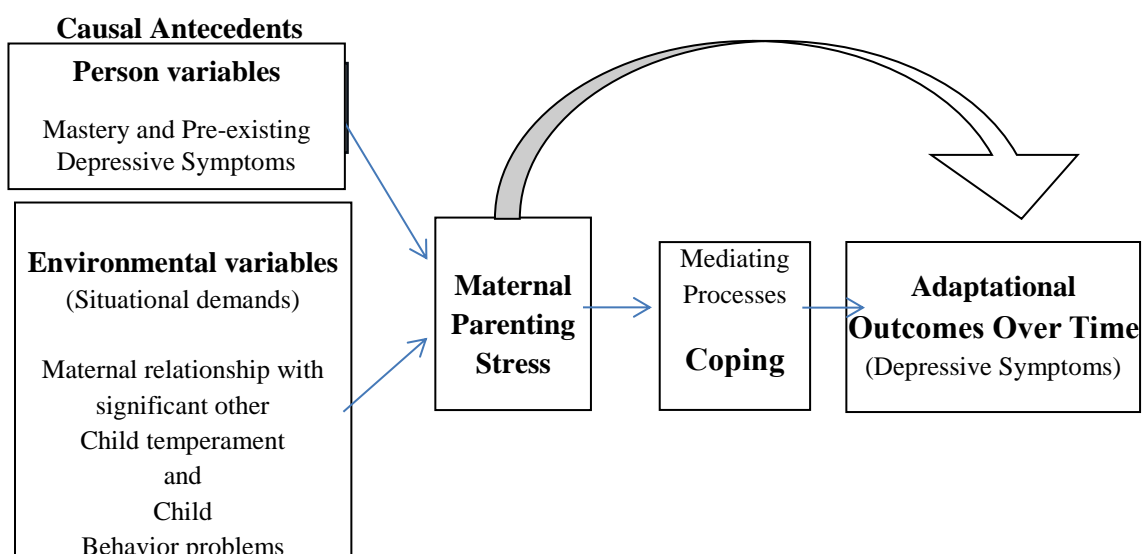 Causal Antecedents
Person variables
Mastery and Pre-existing
Depressive Symptoms
Environmental variables
(Situational demands)
Maternal relationship with
significant other
Child temperament
and
Child
Behavior problems
Maternal
Parenting
Stress
Mediating
Processes
Coping
Adaptational
Outcomes Over Time
(Depressive Symptoms)